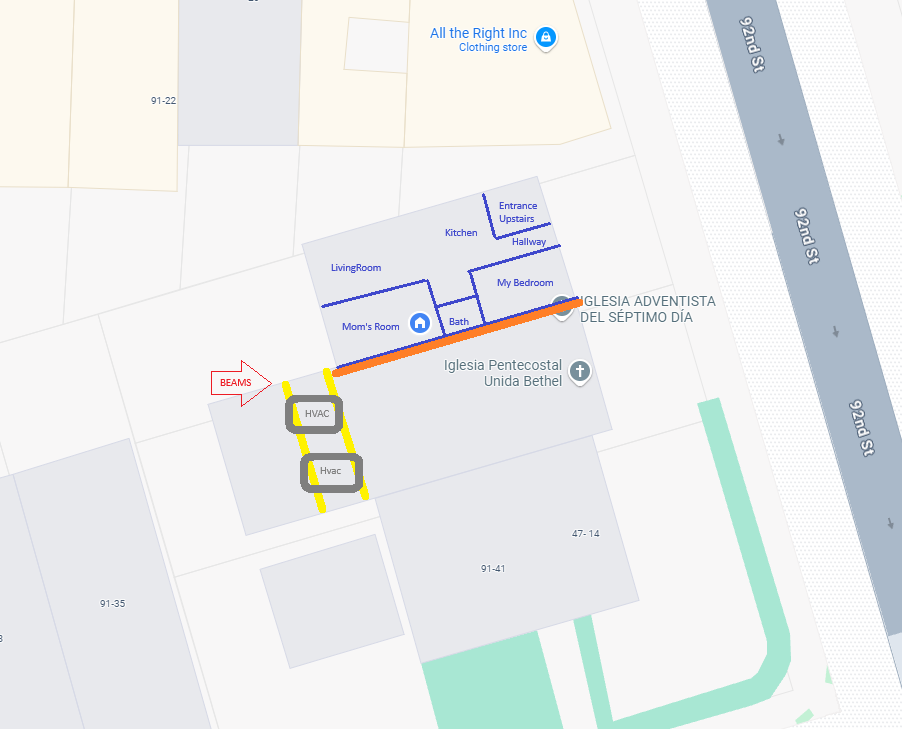 All the Right Inc
Clothing store
92nd St
91-22
Entrance
Upstairs
Kitchen
Hallway
92nd St
LivingRoom
My Bedroom
IGLESIA ADVENTISTA
DEL SÉPTIMO DÍA
Mom's Room
Bath
Iglesia Pentecostal
Unida Bethel
BEAMS
HVAC
92nd St
Hvac
47- 14
91-41
91-35